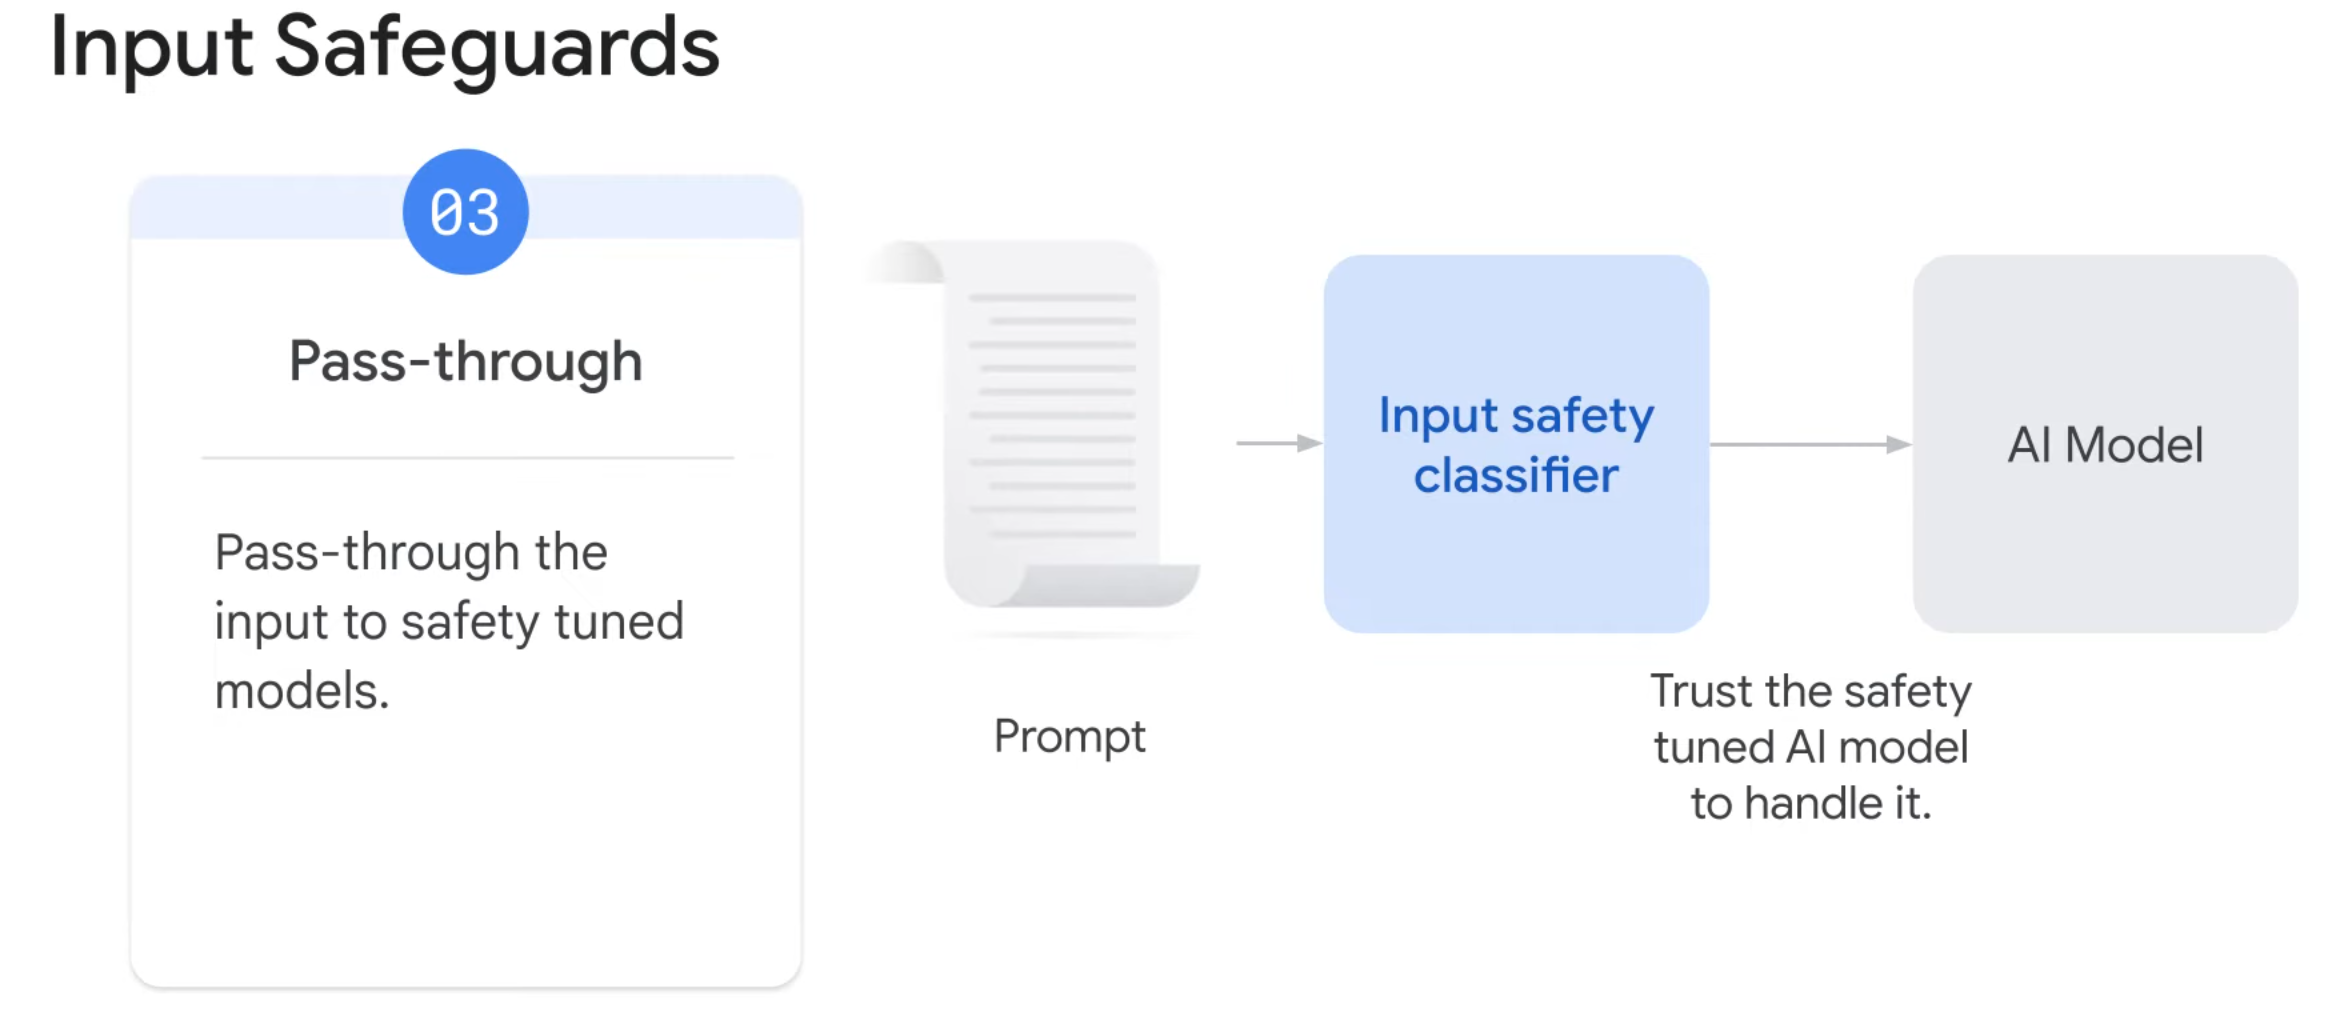 Input Safeguards
03
Pass-through
Pass-through the
input to safety tuned
models.
Prompt
Input safety
classifier
AI Model
Trust the safety
tuned AI model
to handle it.